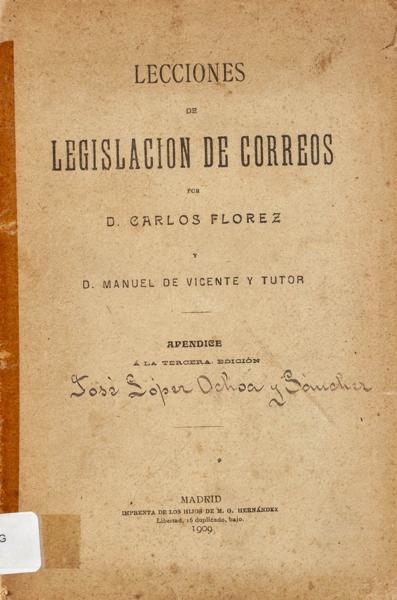 LECCIONES
DE
LEGISLACION DE CORREOS
POR
D. CARLOS FLOREZ
Y
D. MANUEL DE VICENTE Y TUTOR
APENDICE
Á LA TERCERA EDICIÓN
José López Ochoa y Sánchez
MADRID
IMPRENTA DE LOS HIJOS DE M. G. HERNÁNDEZ
Libertad, 16 duplicado, bajo.
1909
G